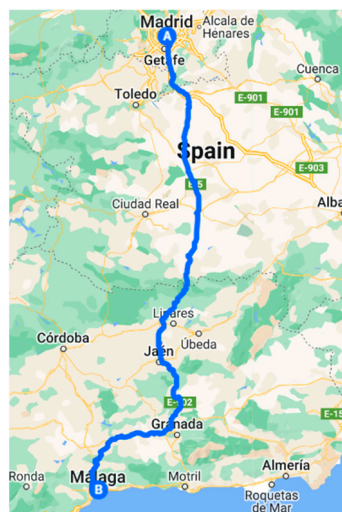 Madrid
A
Alcala de
Henares
Getafe
Cuenca
Toledo
E-901
E-901
Spain
E-903
E-5
Ciudad Real
Alba
Linares
Córdoba
Úbeda
Jaén
E-902
E-15
Granada
Málaga
B
Ronda
Motril
Almería
Roquetas
de Mar